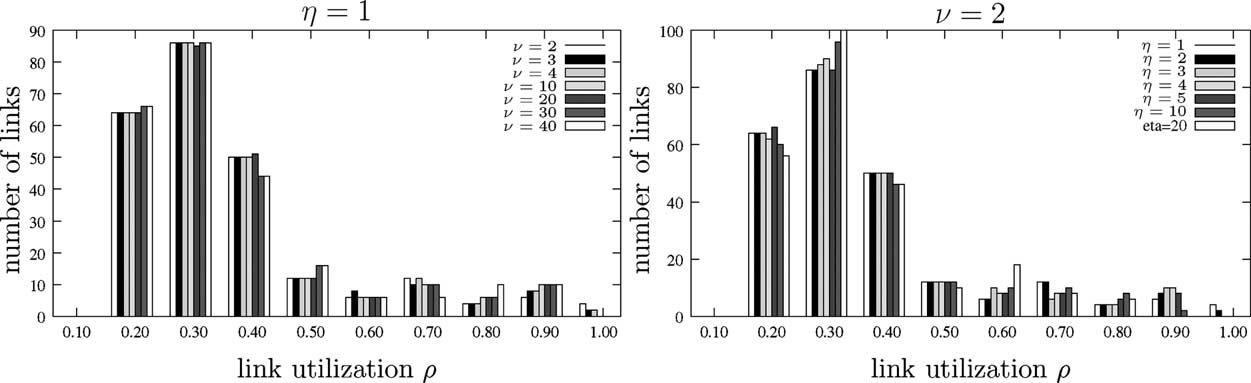 η = 1
90
80
70
60
50
40
30
20
10
0
number of links
ν = 2
ν = 3
ν = 4
ν = 10
ν = 20
ν = 30
ν = 40
0.10 0.20 0.30 0.40 0.50 0.60 0.70 0.80 0.90 1.00
link utilization ρ
ν = 2
100
80
60
40
20
0
number of links
η = 1
η = 2
η = 3
η = 4
η = 5
η = 10
eta=20
0.10 0.20 0.30 0.40 0.50 0.60 0.70 0.80 0.90 1.00
link utilization ρ